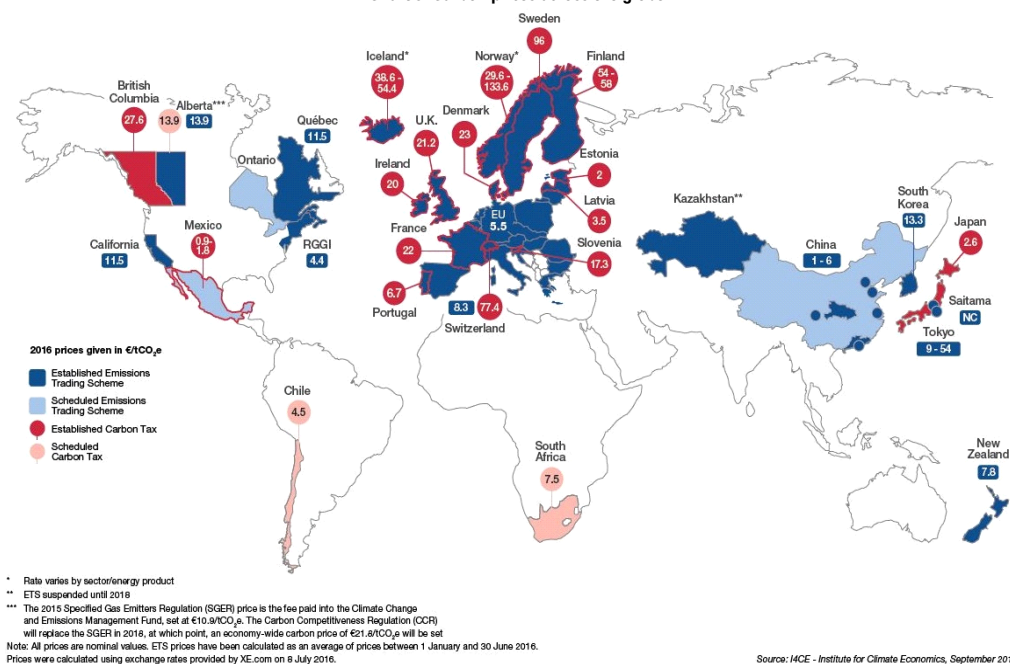 Sweden
96
Iceland*
38.6 -
54.4
Norway*
29.6 -
133.6
Finland
54 -
58
British
Columbia
27.6
Alberta***
13.9
13.9
Québec
11.5
Ontario
U.K.
21.2
Denmark
23
Ireland
20
Estonia
2
Latvia
3.5
EU
5.5
France
22
Slovenia
17.3
Portugal
6.7
8.3
77.4
Switzerland
Mexico
0.9-
1.8
California
11.5
RGGI
4.4
Kazakhstan**
China
1 - 6
South
Korea
13.3
Japan
2.6
Saitama
NC
Tokyo
9 - 54
2016 prices given in €/tCO₂e
Established Emissions
Trading Scheme
Scheduled Emissions
Trading Scheme
Established Carbon Tax
Scheduled
Carbon Tax
Chile
4.5
South
Africa
7.5
New
Zealand
7.8
* Rate varies by sector/energy product
** ETS suspended until 2018
*** The 2015 Specified Gas Emitters Regulation (SGER) price is the fee paid into the Climate Change
and Emissions Management Fund, set at €10.9/tCO₂e. The Carbon Competitiveness Regulation (CCR)
will replace the SGER in 2018, at which point, an economy-wide carbon price of €21.8/tCO₂e will be set
Note: All prices are nominal values. ETS prices have been calculated as an average of prices between 1 January and 30 June 2016.
Prices were calculated using exchange rates provided by XE.com on 8 July 2016.
Source: I4CE - Institute for Climate Economics, September